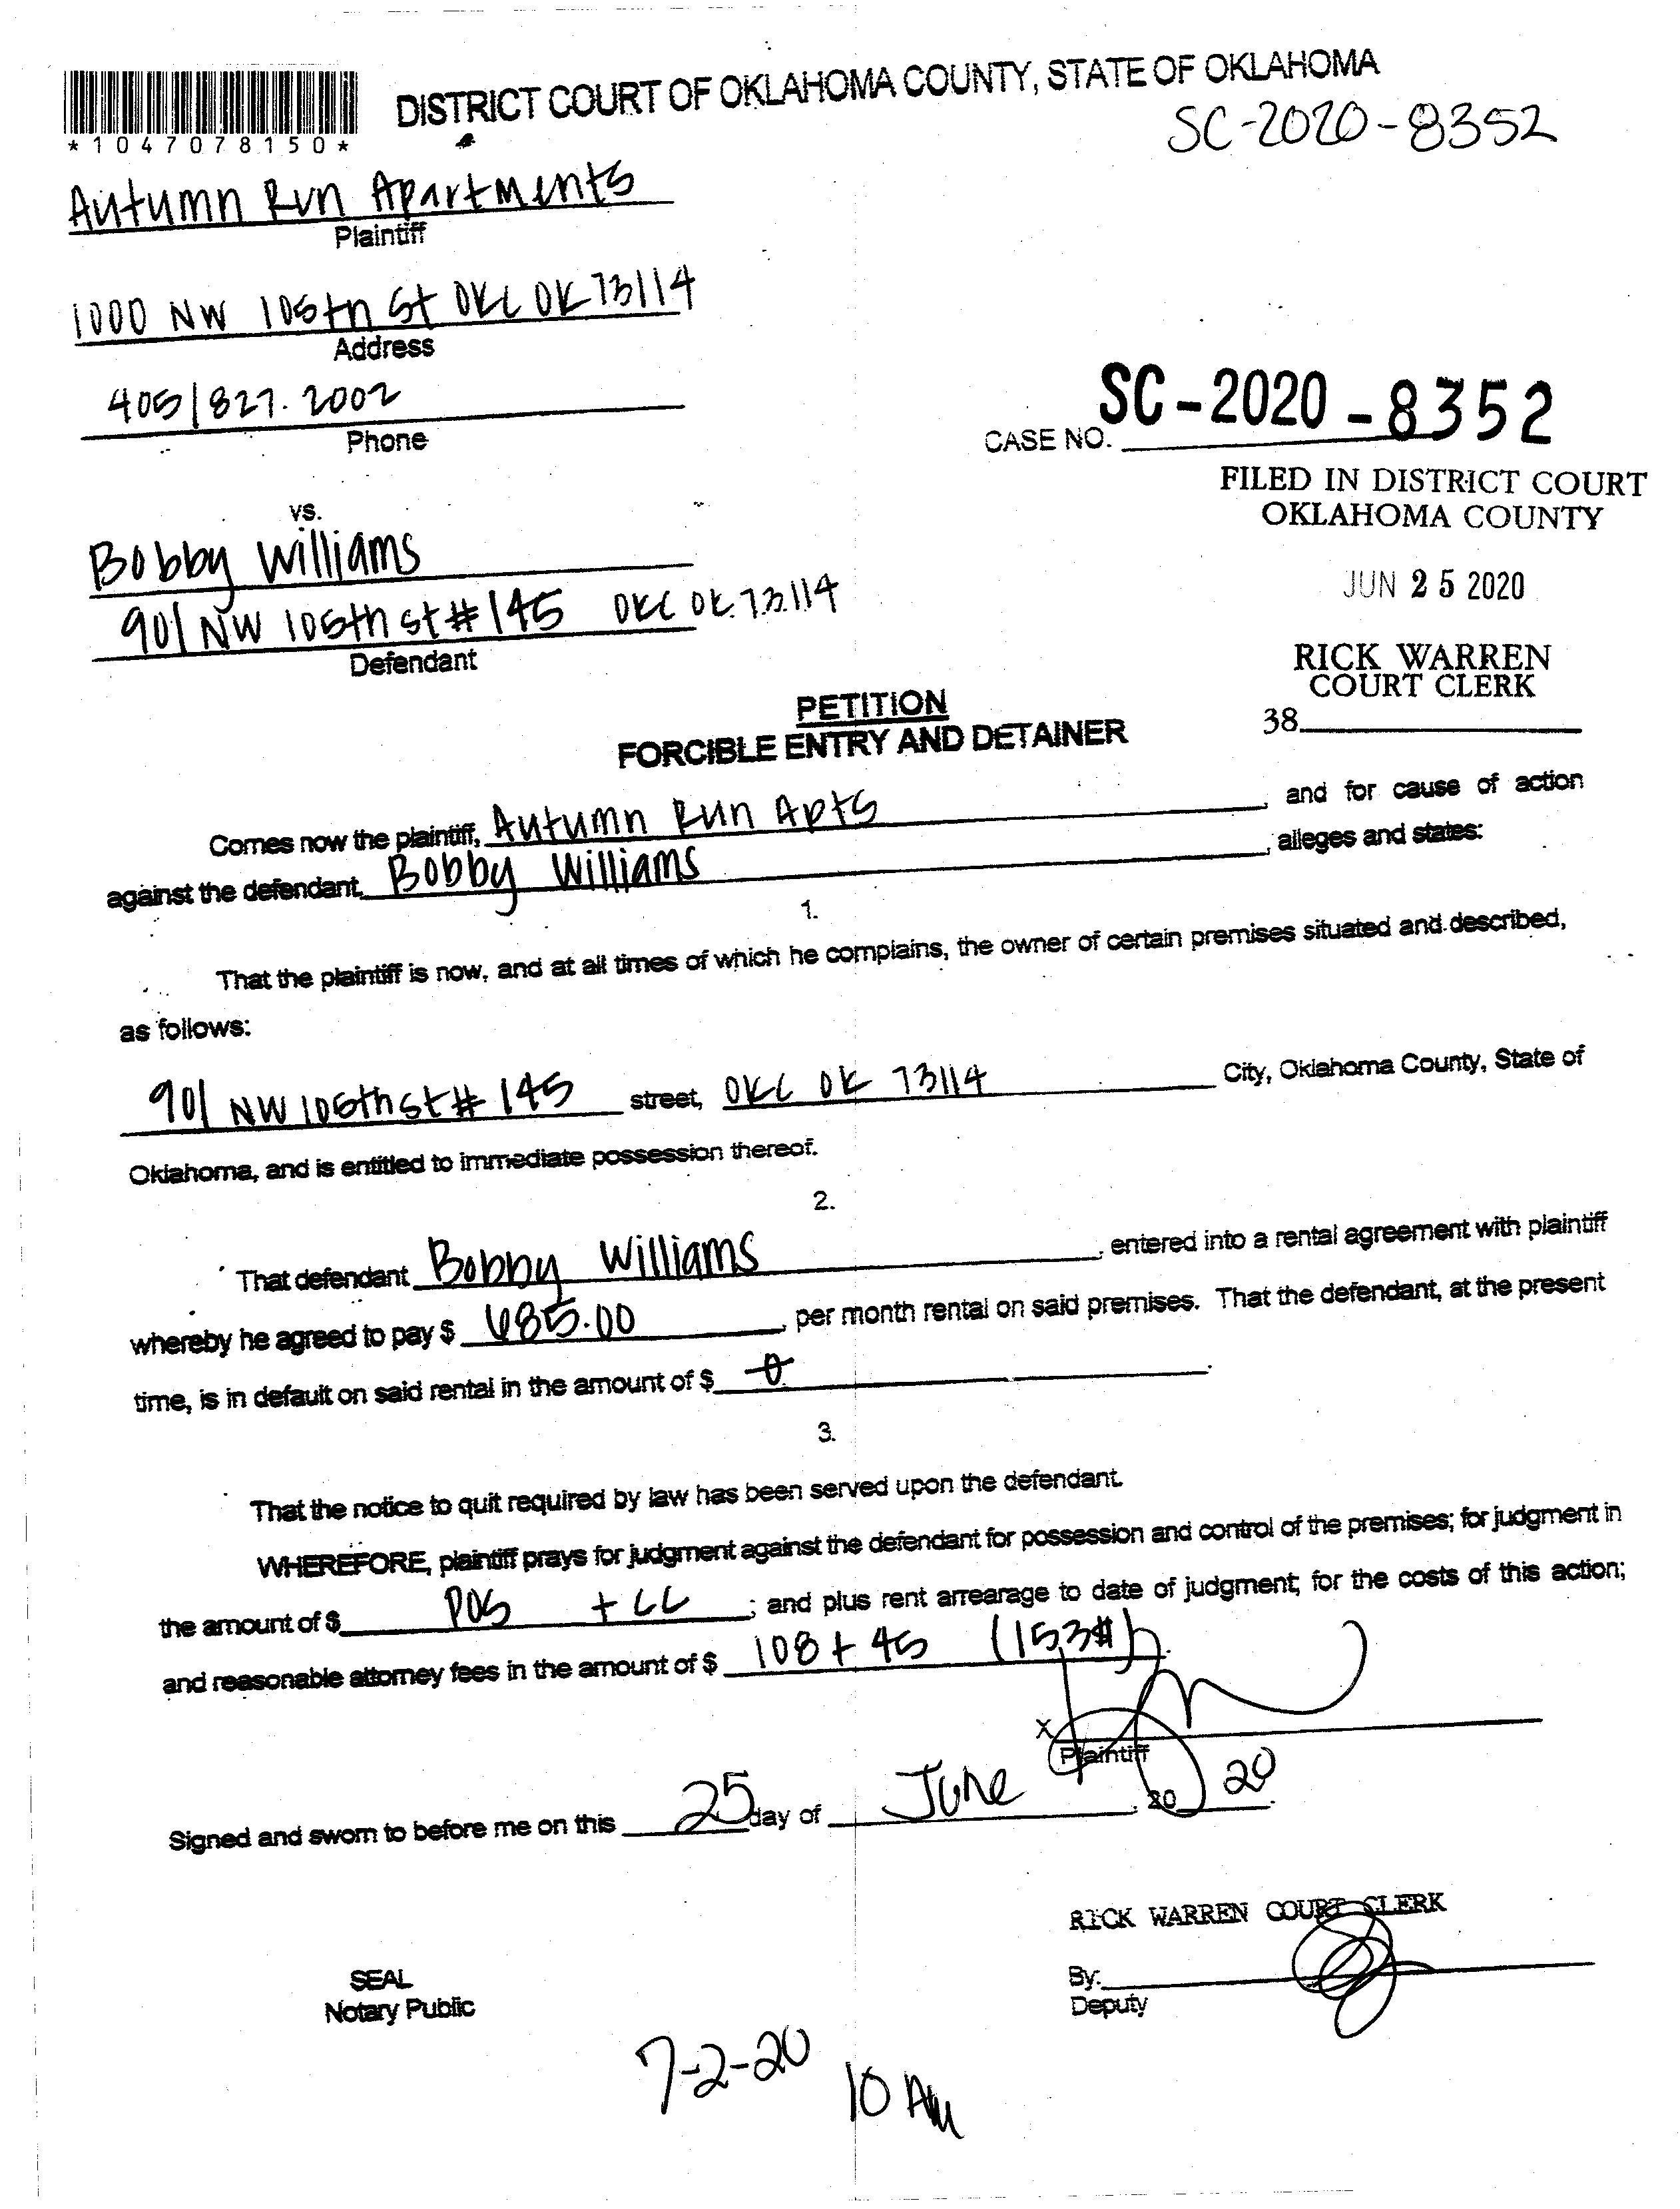 DISTRICT COURT OF OKLAHOMA COUNTY, STATE OF OKLAHOMA
*1047078150*
SC-2020-8352
Autumn Run Apartments
Plaintiff
1000 NW 105th St OKC OK 73114
Address
405/827.2002
Phone
SC-2020-8352
CASE NO.
FILED IN DISTRICT COURT
OKLAHOMA COUNTY
JUN 25 2020
RICK WARREN
COURT CLERK
38
vs.
Bobby Williams
901 NW 105th st # 145 OKC OK 73114
Defendant
PETITION
FORCIBLE ENTRY AND DETAINER
Comes now the plaintiff, Autumn Run Apts, and for cause of action
against the defendant, Bobby Williams, alleges and states:
1.
That the plaintiff is now, and at all times of which he complains, the owner of certain premises situated and described,
as follows:
901 NW 105th st # 145 street, OKC OK 73114 City, Oklahoma County, State of
Oklahoma, and is entitled to immediate possession thereof.
2.
That defendant Bobby Williams, entered into a rental agreement with plaintiff
whereby he agreed to pay $ 685.00, per month rental on said premises. That the defendant, at the present
time, is in default on said rental in the amount of $ 0.
3.
That the notice to quit required by law has been served upon the defendant.
WHEREFORE, plaintiff prays for judgment against the defendant for possession and control of the premises; for judgment in
the amount of $ POS + CC; and plus rent arrearage to date of judgment; for the costs of this action;
and reasonable attorney fees in the amount of $ 108 + 45 (153#).
X
Plaintiff
Signed and sworn to before me on this 25 day of June, 20 20.
RICK WARREN COURT CLERK
By:
Deputy
SEAL
Notary Public
7-2-20
10 AM